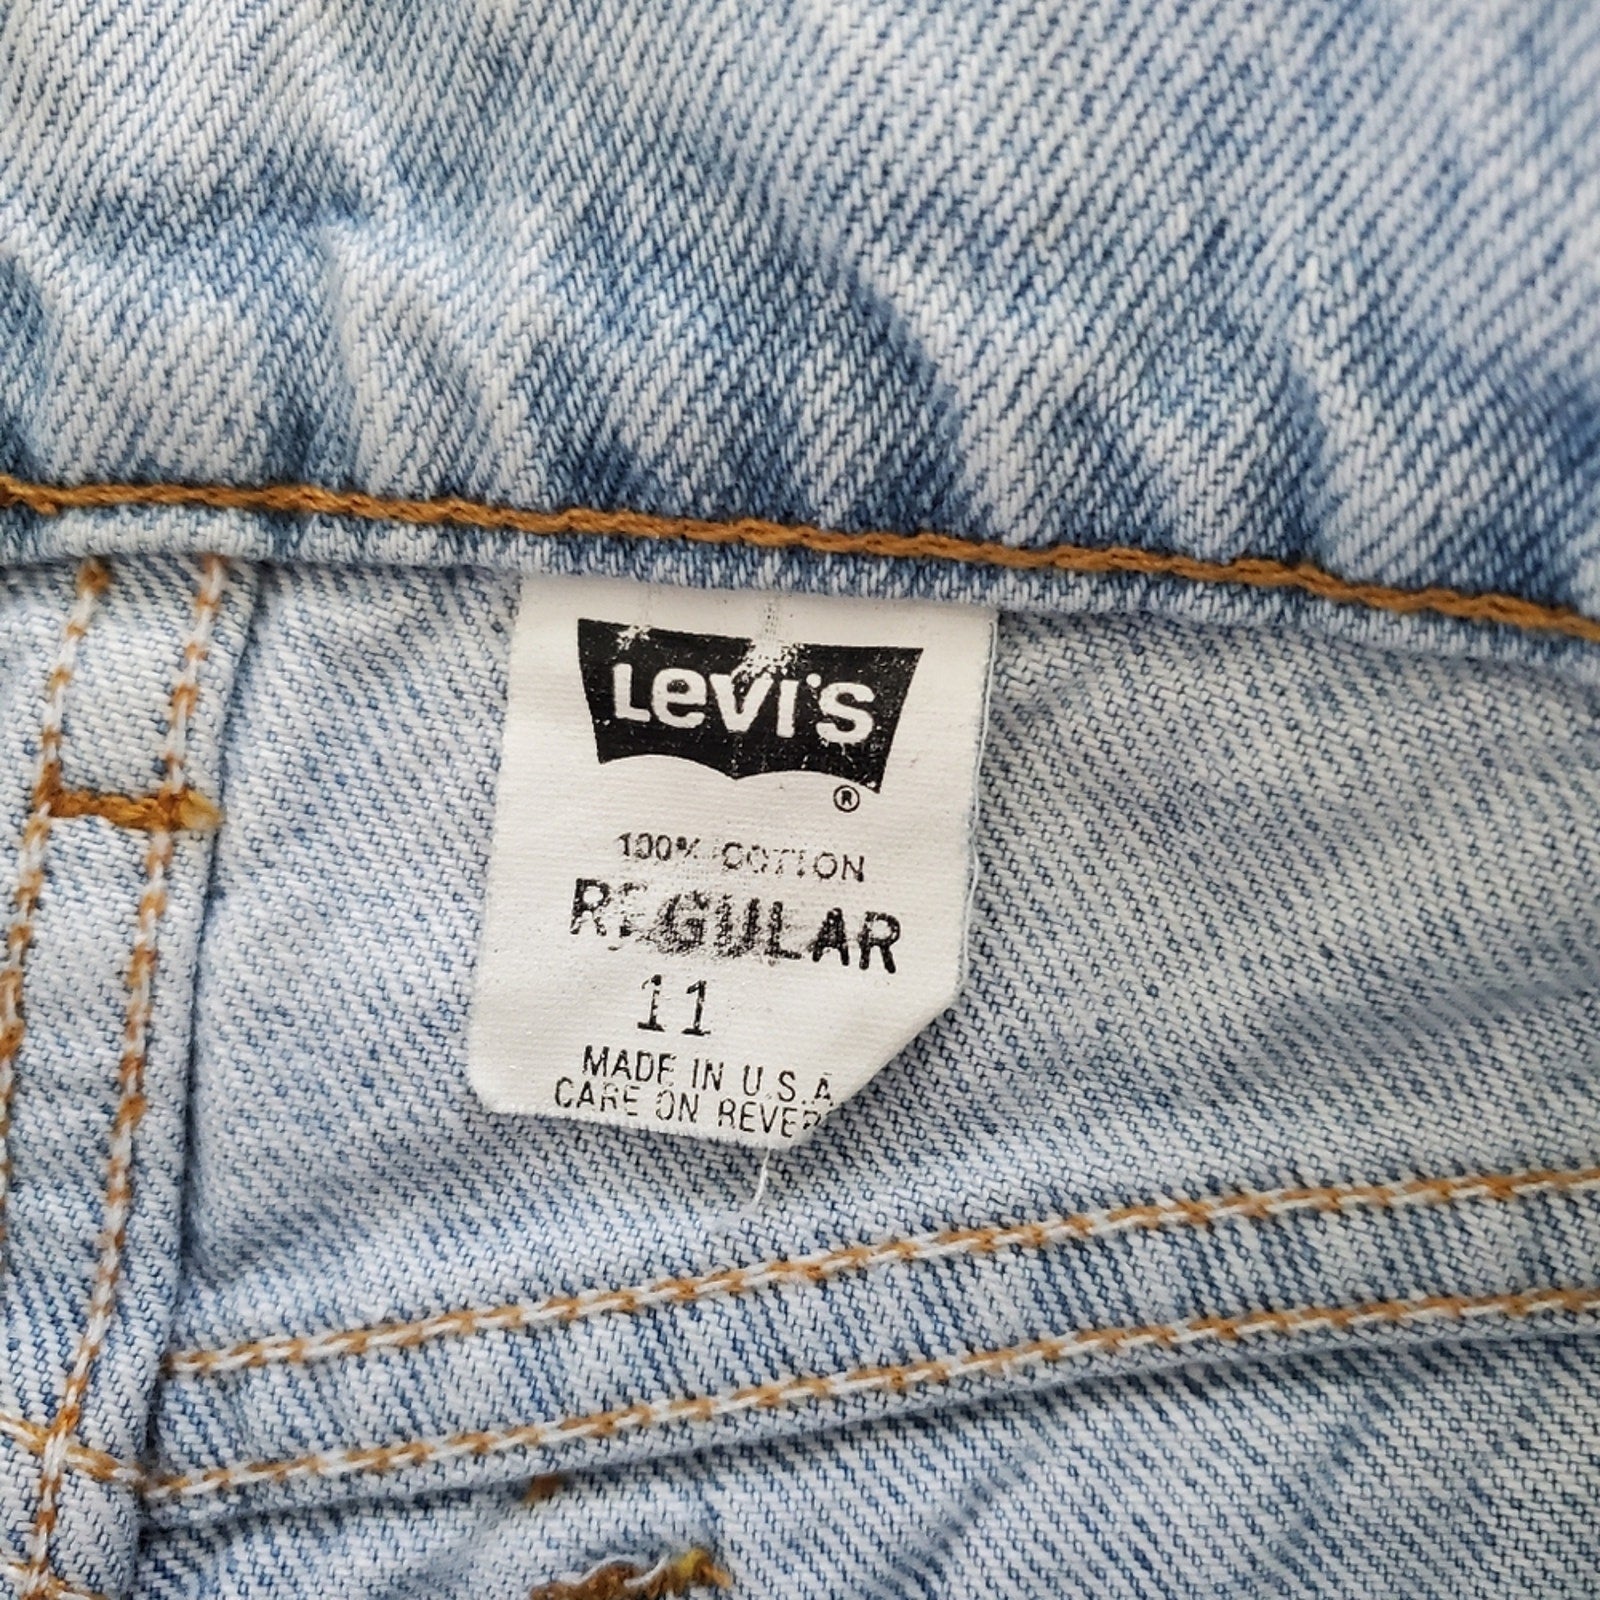 Levi's
®
100% COTTON
REGULAR
11
MADE IN U.S.A
CARE ON REVER